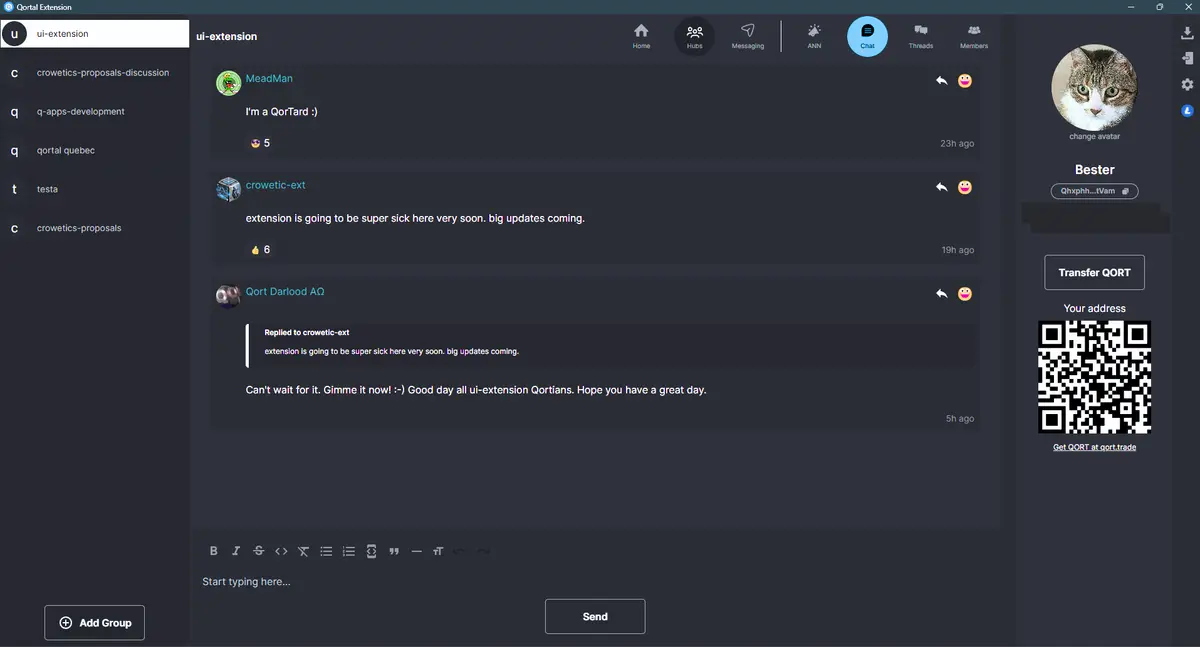 Qortal Extension
u ui-extension
c crowetics-proposals-discussion
q q-apps-development
q qortal quebec
t testa
c crowetics-proposals
Add Group
ui-extension
Home
Hubs
Messaging
ANN
Chat
Threads
Members
MeadMan
I'm a QorTard :)
5
23h ago
crowetic-ext
extension is going to be super sick here very soon. big updates coming.
6
19h ago
Qort Darlood AΩ
Replied to crowetic-ext
extension is going to be super sick here very soon. big updates coming.
Can't wait for it. Gimme it now! :-) Good day all ui-extension Qortians. Hope you have a great day.
5h ago
Start typing here...
Send
change avatar
Bester
Qhxphh...tVam
Transfer QORT
Your address
Get QORT at qort.trade